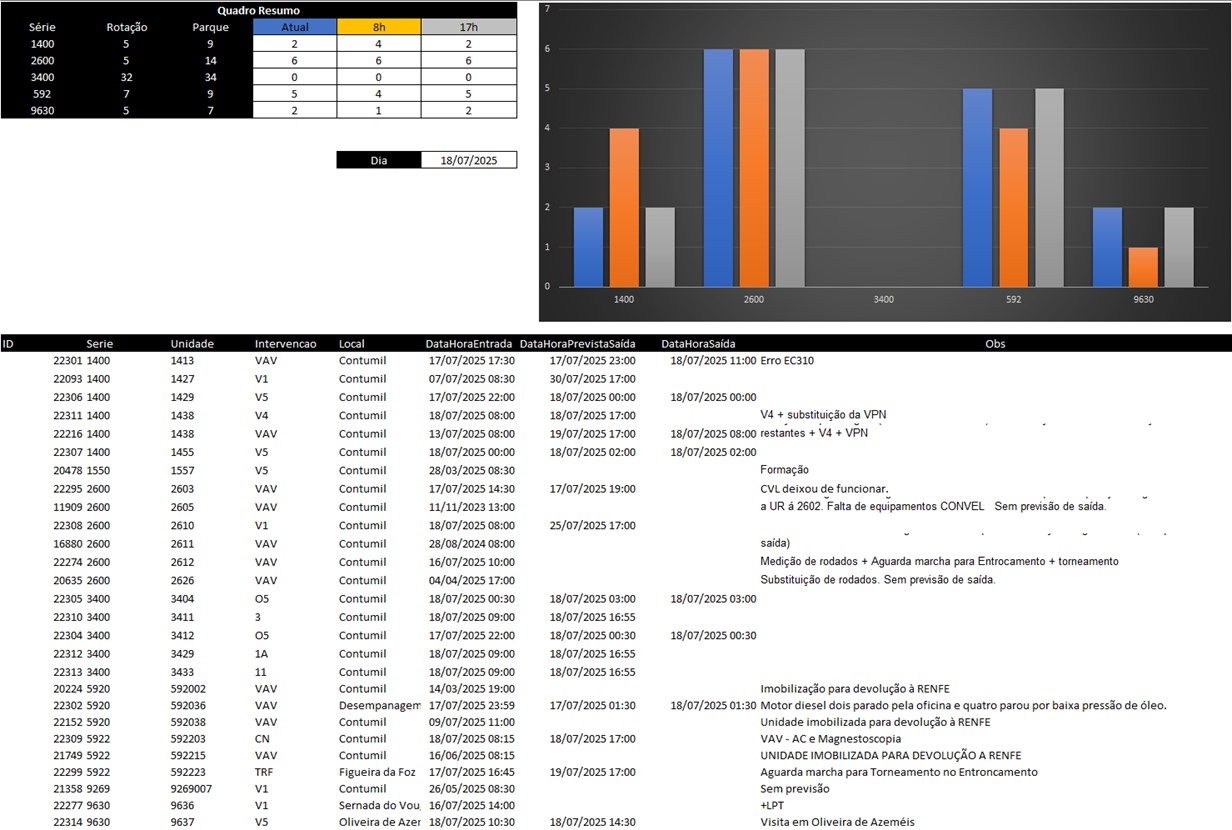 Quadro Resumo
Série Rotação Parque Atual 8h 17h
1400 5 9 2 4 2
2600 5 14 6 6 6
3400 32 34 0 0 0
592 7 9 5 4 5
9630 5 7 2 1 2
Dia 18/07/2025
7
6
5
4
3
2
1
0
1400 2600 3400 592 9630
ID Serie Unidade Intervencao Local DataHoraEntrada DataHoraPrevistaSaída DataHoraSaída Obs
22301 1400 1413 VAV Contumil 17/07/2025 17:30 17/07/2025 23:00 18/07/2025 11:00 Erro EC310
22093 1400 1427 V1 Contumil 07/07/2025 08:30 30/07/2025 17:00
22306 1400 1429 V5 Contumil 17/07/2025 22:00 18/07/2025 00:00 18/07/2025 00:00
22311 1400 1438 V4 Contumil 18/07/2025 08:00 18/07/2025 17:00 V4 + substituição da VPN
22216 1400 1438 VAV Contumil 13/07/2025 08:00 19/07/2025 17:00 18/07/2025 08:00 restantes + V4 + VPN
22307 1400 1455 V5 Contumil 18/07/2025 00:00 18/07/2025 02:00 18/07/2025 02:00
20478 1550 1557 V5 Contumil 28/03/2025 08:30 Formação
22295 2600 2603 VAV Contumil 17/07/2025 14:30 17/07/2025 19:00 CVL deixou de funcionar.
11909 2600 2605 VAV Contumil 11/11/2023 13:00 a UR á 2602. Falta de equipamentos CONVEL Sem previsão de saída.
22308 2600 2610 V1 Contumil 18/07/2025 08:00 25/07/2025 17:00
16880 2600 2611 VAV Contumil 28/08/2024 08:00 saída)
22274 2600 2612 VAV Contumil 16/07/2025 10:00 Medição de rodados + Aguarda marcha para Entrocamento + torneamento
20635 2600 2626 VAV Contumil 04/04/2025 17:00 Substituição de rodados. Sem previsão de saída.
22305 3400 3404 O5 Contumil 18/07/2025 00:30 18/07/2025 03:00 18/07/2025 03:00
22310 3400 3411 3 Contumil 18/07/2025 09:00 18/07/2025 16:55
22304 3400 3412 O5 Contumil 17/07/2025 22:00 18/07/2025 00:30 18/07/2025 00:30
22312 3400 3429 1A Contumil 18/07/2025 09:00 18/07/2025 16:55
22313 3400 3433 11 Contumil 18/07/2025 09:00 18/07/2025 16:55
20224 5920 592002 VAV Contumil 14/03/2025 19:00 Imobilização para devolução à RENFE
22302 5920 592036 VAV Desempanagem 17/07/2025 23:59 17/07/2025 01:30 18/07/2025 01:30 Motor diesel dois parado pela oficina e quatro parou por baixa pressão de óleo.
22152 5920 592038 VAV Contumil 09/07/2025 11:00 Unidade imobilizada para devolução à RENFE
22309 5922 592203 CN Contumil 18/07/2025 08:15 18/07/2025 17:00 VAV - AC e Magnestoscopia
21749 5922 592215 VAV Contumil 16/06/2025 08:15 UNIDADE IMOBILIZADA PARA DEVOLUÇÃO A RENFE
22299 5922 592223 TRF Figueira da Foz 17/07/2025 16:45 19/07/2025 17:00 Aguarda marcha para Torneamento no Entroncamento
21358 9269 9269007 V1 Contumil 26/05/2025 08:30 Sem previsão
22277 9630 9636 V1 Sernada do Vou 16/07/2025 14:00 +LPT
22314 9630 9637 V5 Oliveira de Azer 18/07/2025 10:30 18/07/2025 14:30 Visita em Oliveira de Azeméis